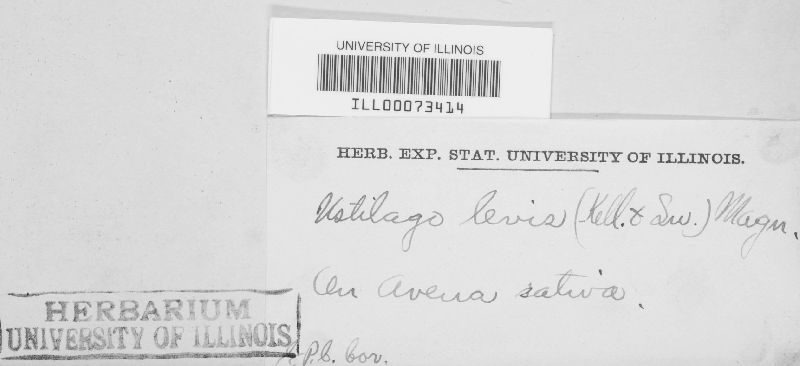 UNIVERSITY OF ILLINOIS
ILL00073414
HERB. EXP. STAT. UNIVERSITY OF ILLINOIS.
Ustilago levis (Kell. & Sw.) Magn.
On Avena sativa.
HERBARIUM
UNIVERSITY OF ILLINOIS